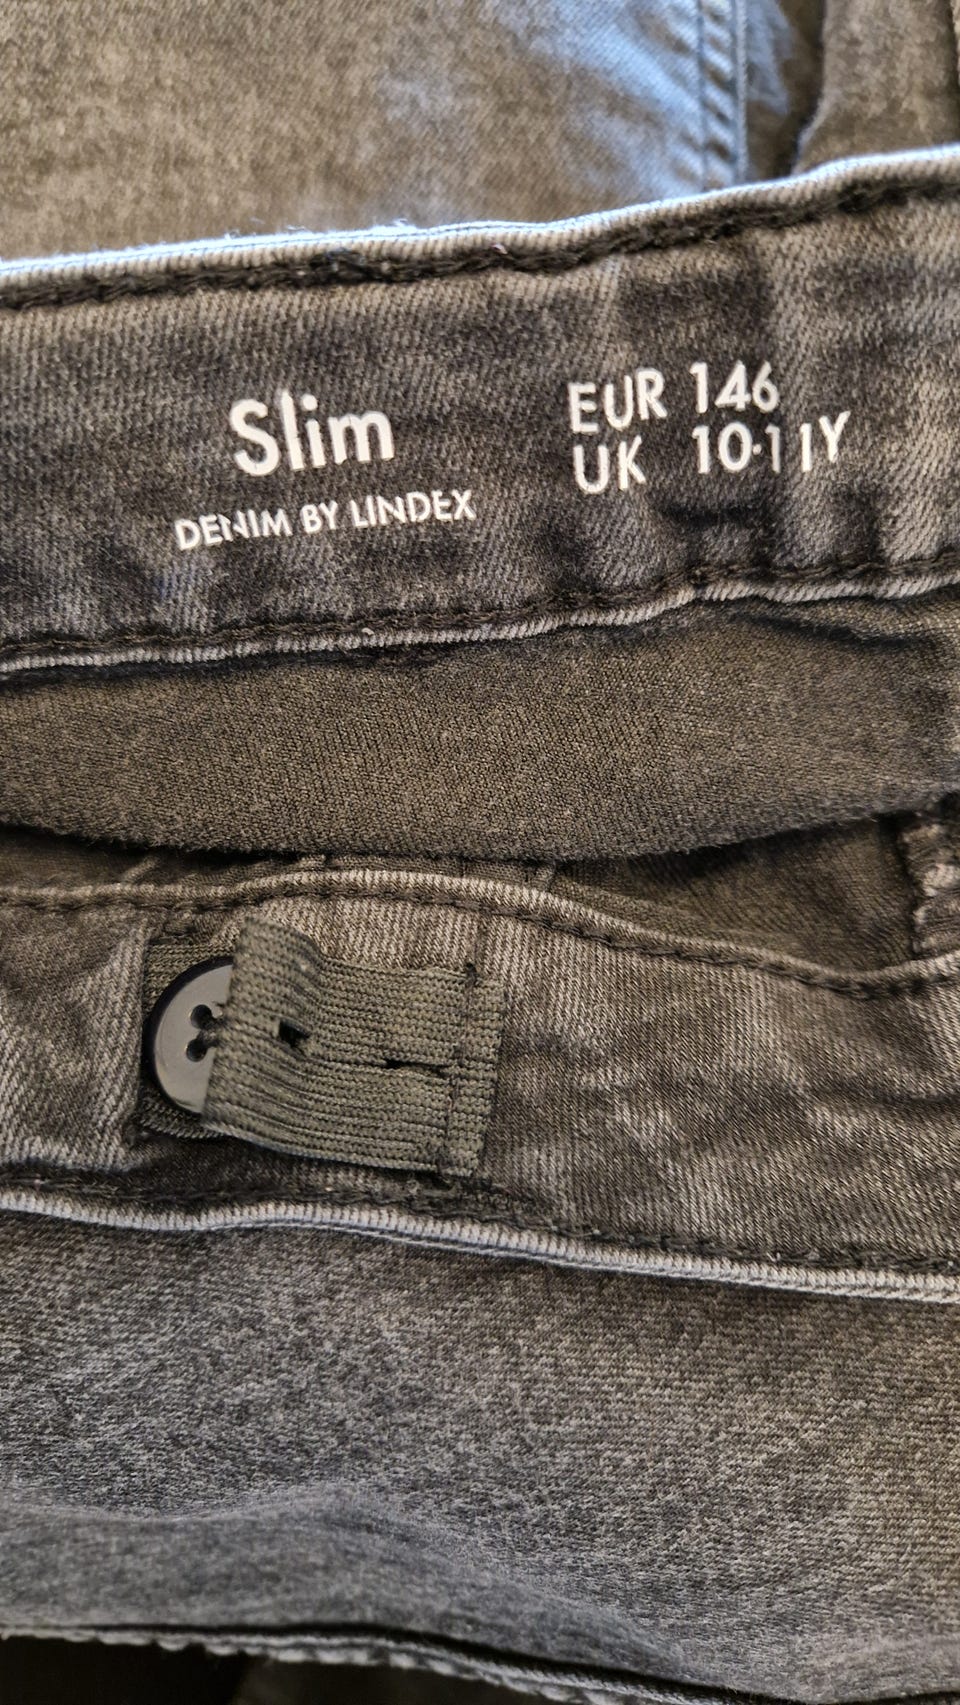 Slim
DENIM BY LINDEX
EUR 146
UK 10-11Y